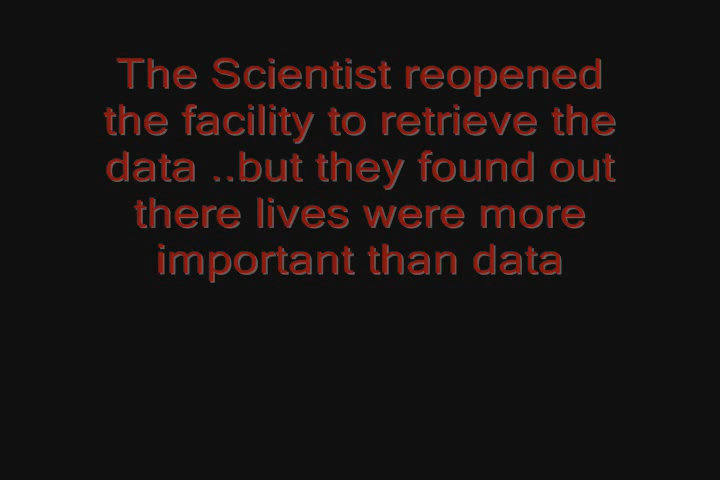 The Scientist reopened
the facility to retrieve the
data ..but they found out
there lives were more
important than data